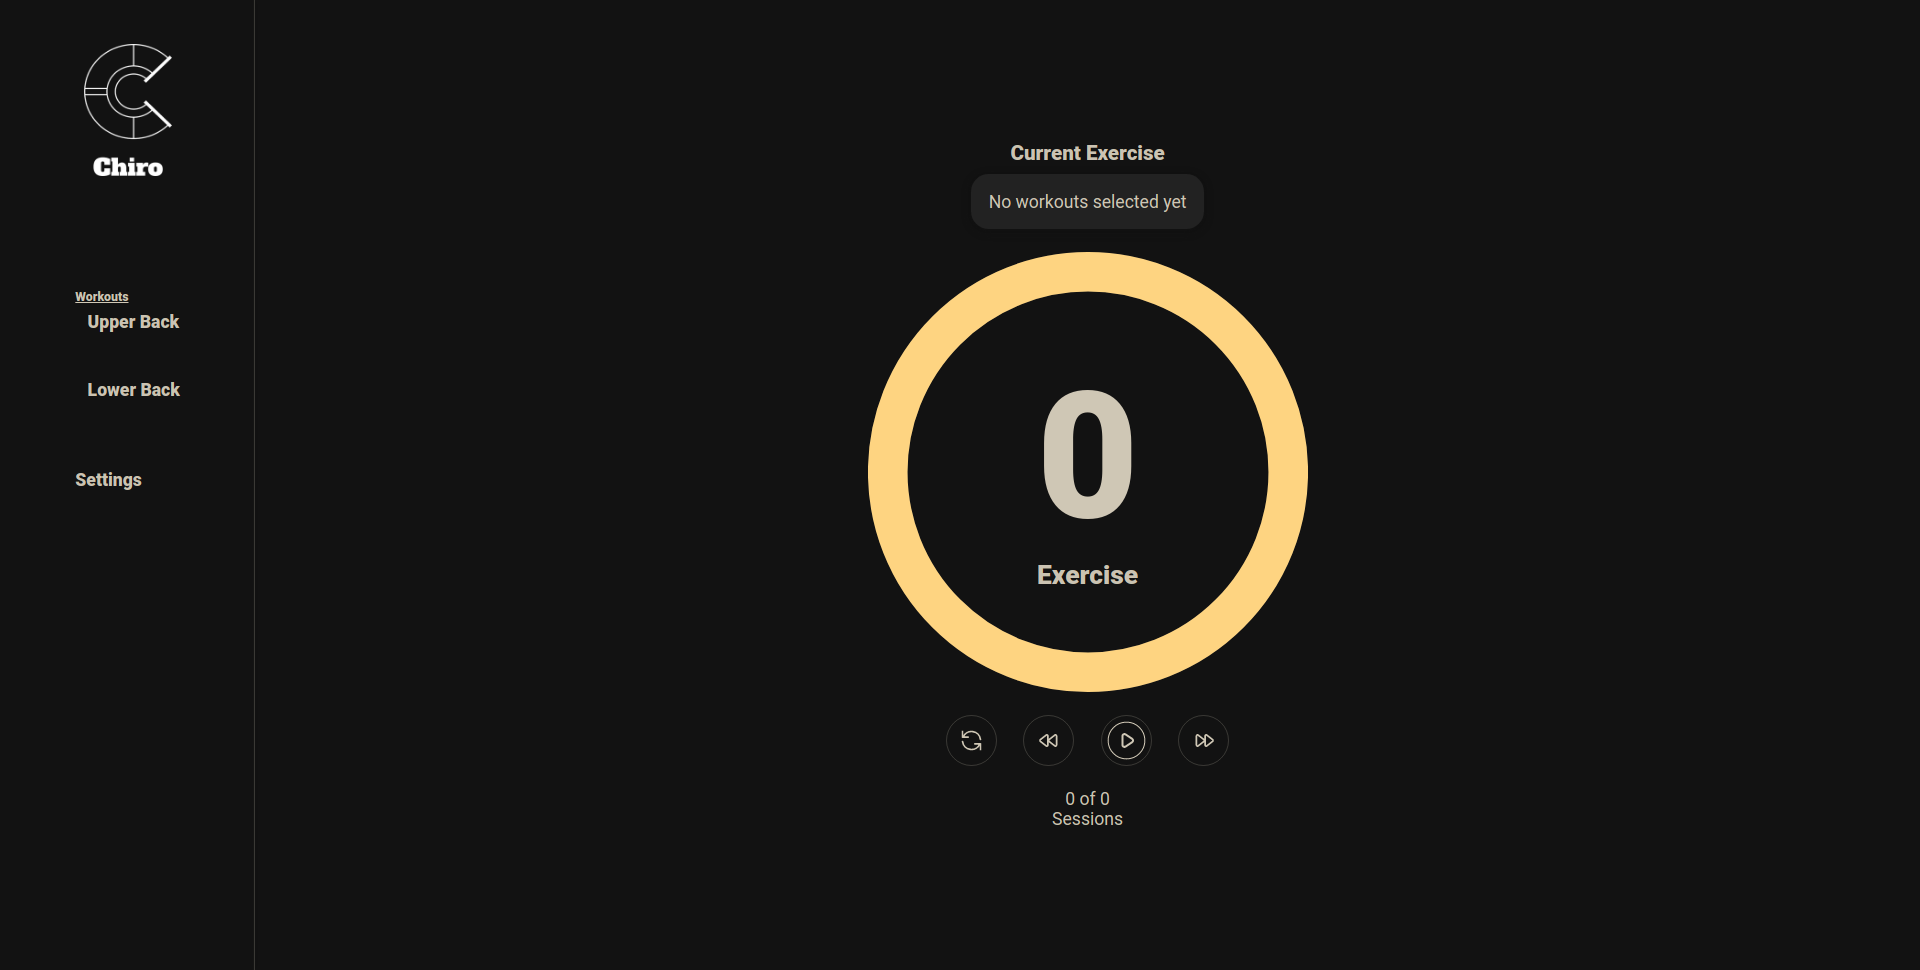 Chiro
Workouts
Upper Back
Lower Back
Settings
Current Exercise
No workouts selected yet
0
Exercise
0 of 0
Sessions